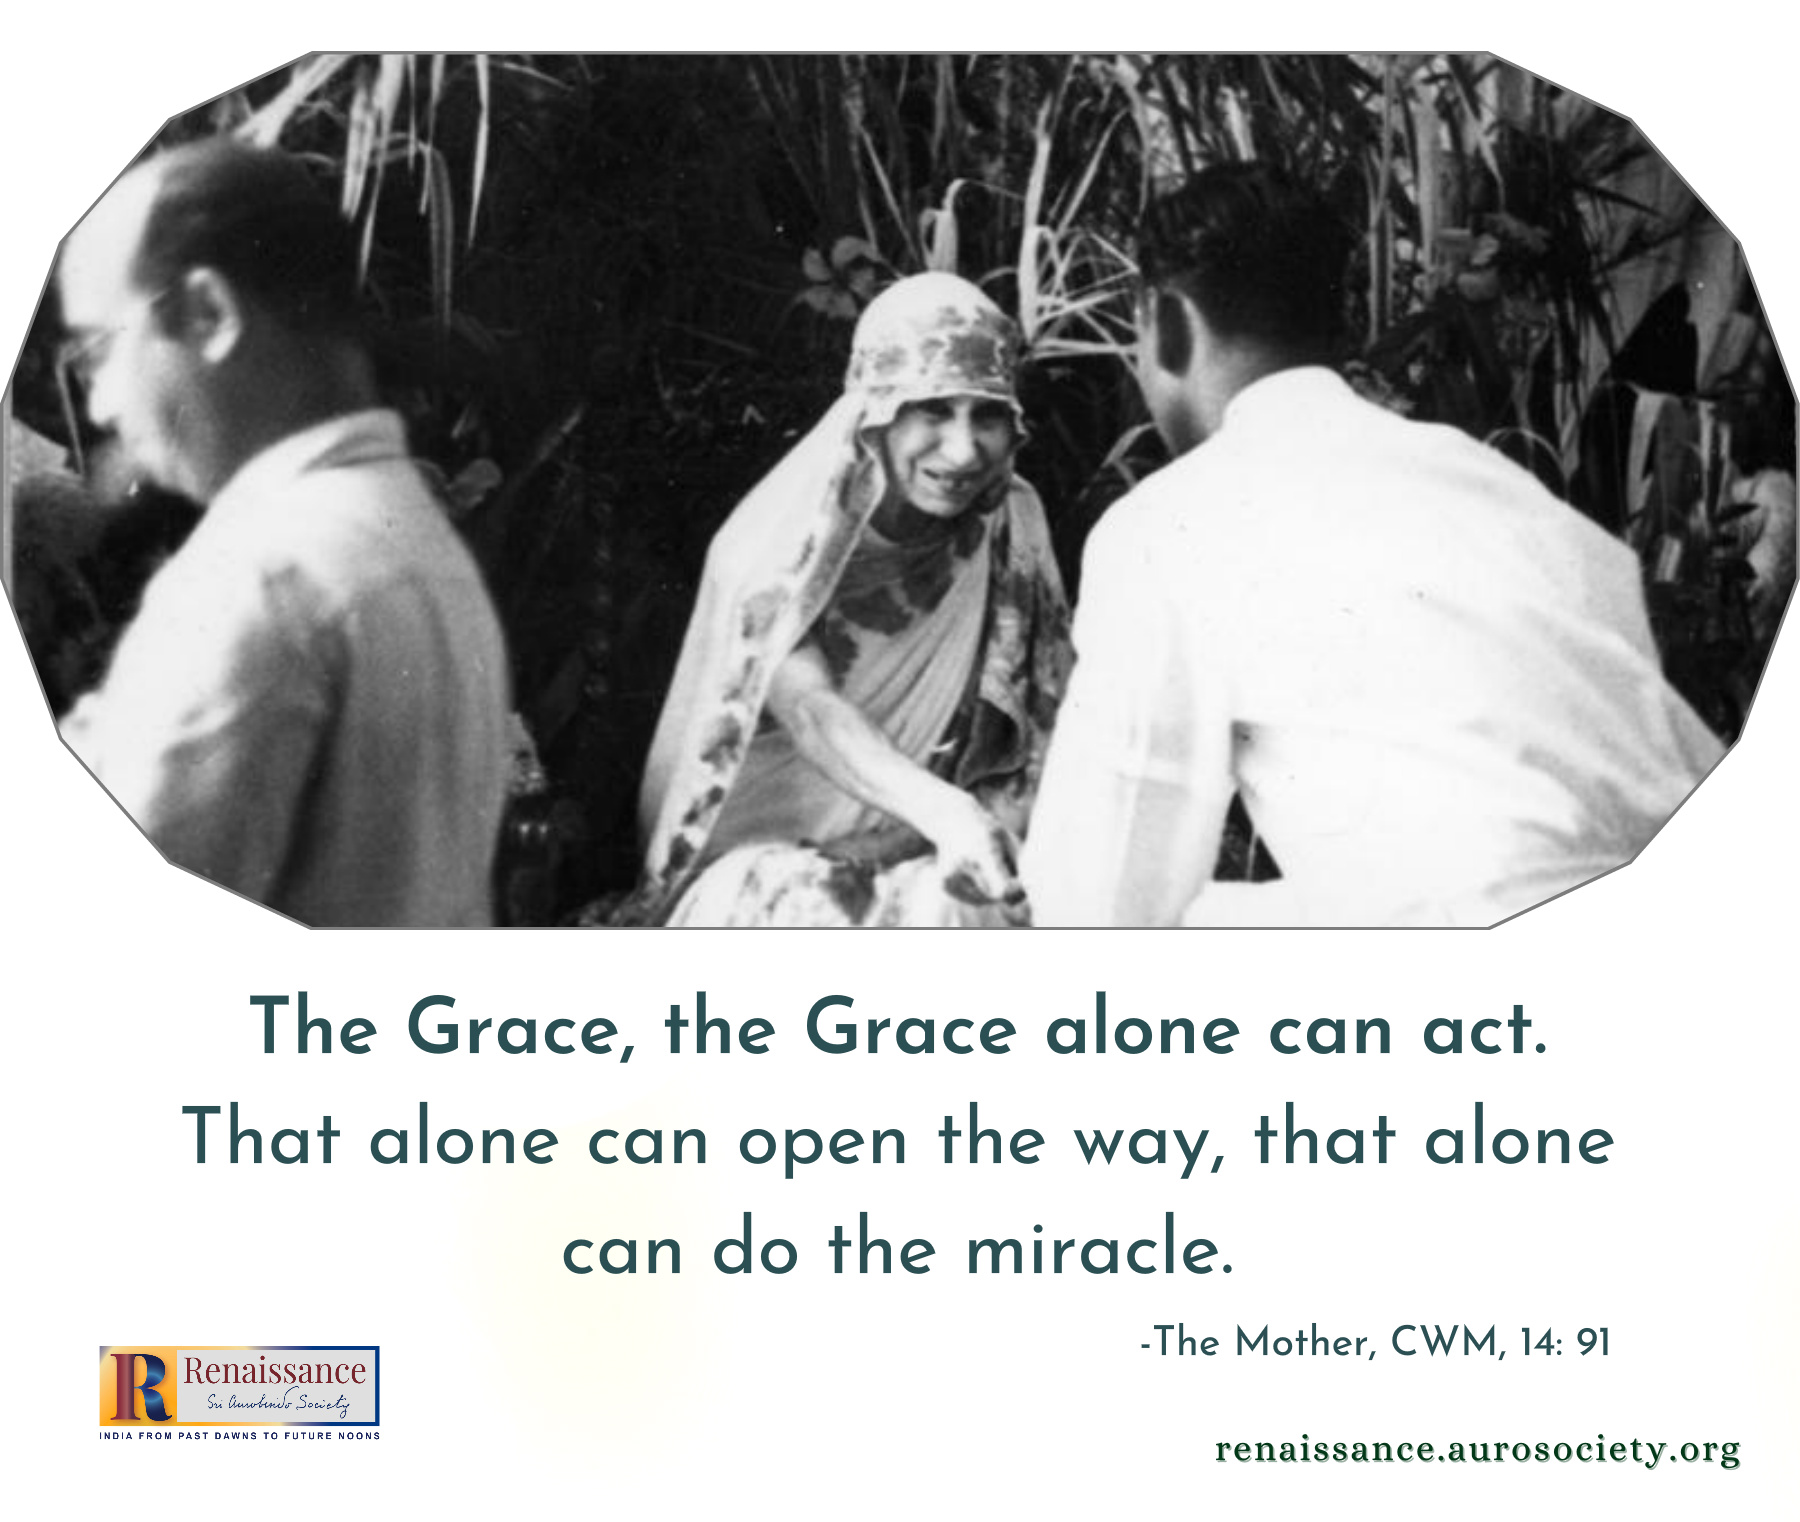 The Grace, the Grace alone can act.
That alone can open the way, that alone
can do the miracle.
-The Mother, CWM, 14: 91
R Renaissance
Sri Aurobindo Society
INDIA FROM PAST DAWNS TO FUTURE NOONS
renaissance.aurosociety.org